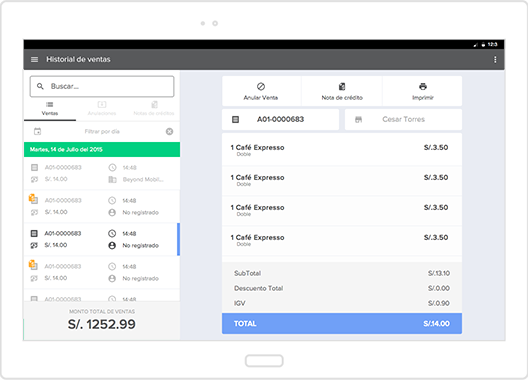 12:3
Historial de ventas
Buscar...
Ventas
Anulaciones
Notas de créditos
Filtrar por día
Martes, 14 de Julio del 2015
A01-0000683 14:48
S/. 14.00 Beyond Mobil...
A01-0000683 14:48
S/. 14.00 No registrado
A01-0000683 14:48
S/. 14.00 No registrado
A01-0000683 14:48
S/. 14.00 No registrado
A01-0000683 14:48
MONTO TOTAL DE VENTAS
S/. 1252.99
Anular Venta
Nota de crédito
Imprimir
A01-0000683
Cesar Torres
1 Café Expresso S/.3.50
Doble
1 Café Expresso S/.3.50
Doble
1 Café Expresso S/.3.50
Doble
1 Café Expresso S/.3.50
Doble
SubTotal S/.13.10
Descuento Total S/.0.00
IGV S/.0.90
TOTAL S/.14.00